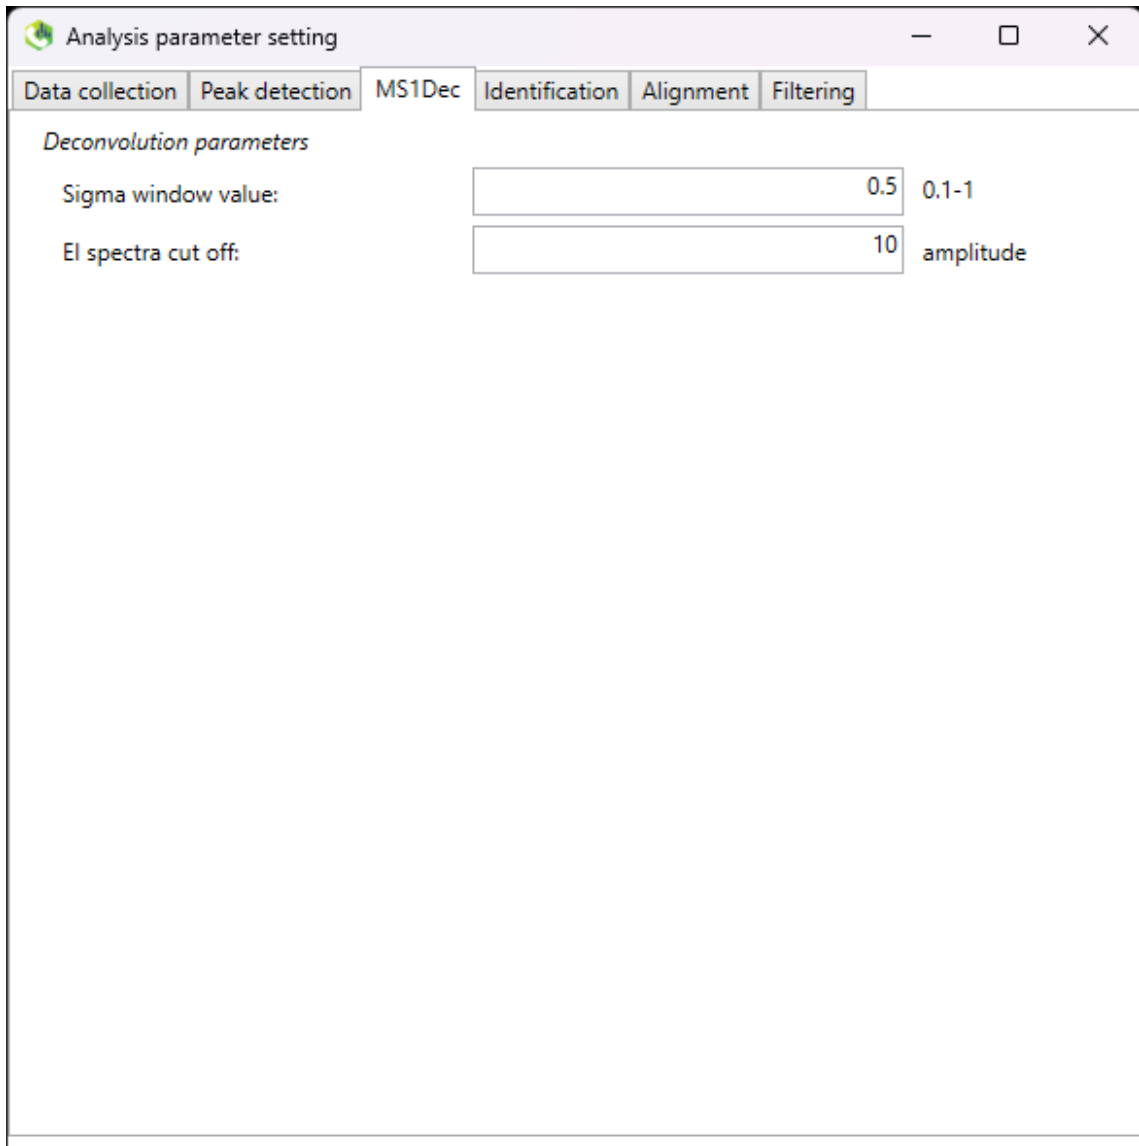 Analysis parameter setting
Data collection Peak detection MS1Dec Identification Alignment Filtering
Deconvolution parameters
Sigma window value: 0.5 0.1-1
EI spectra cut off: 10 amplitude